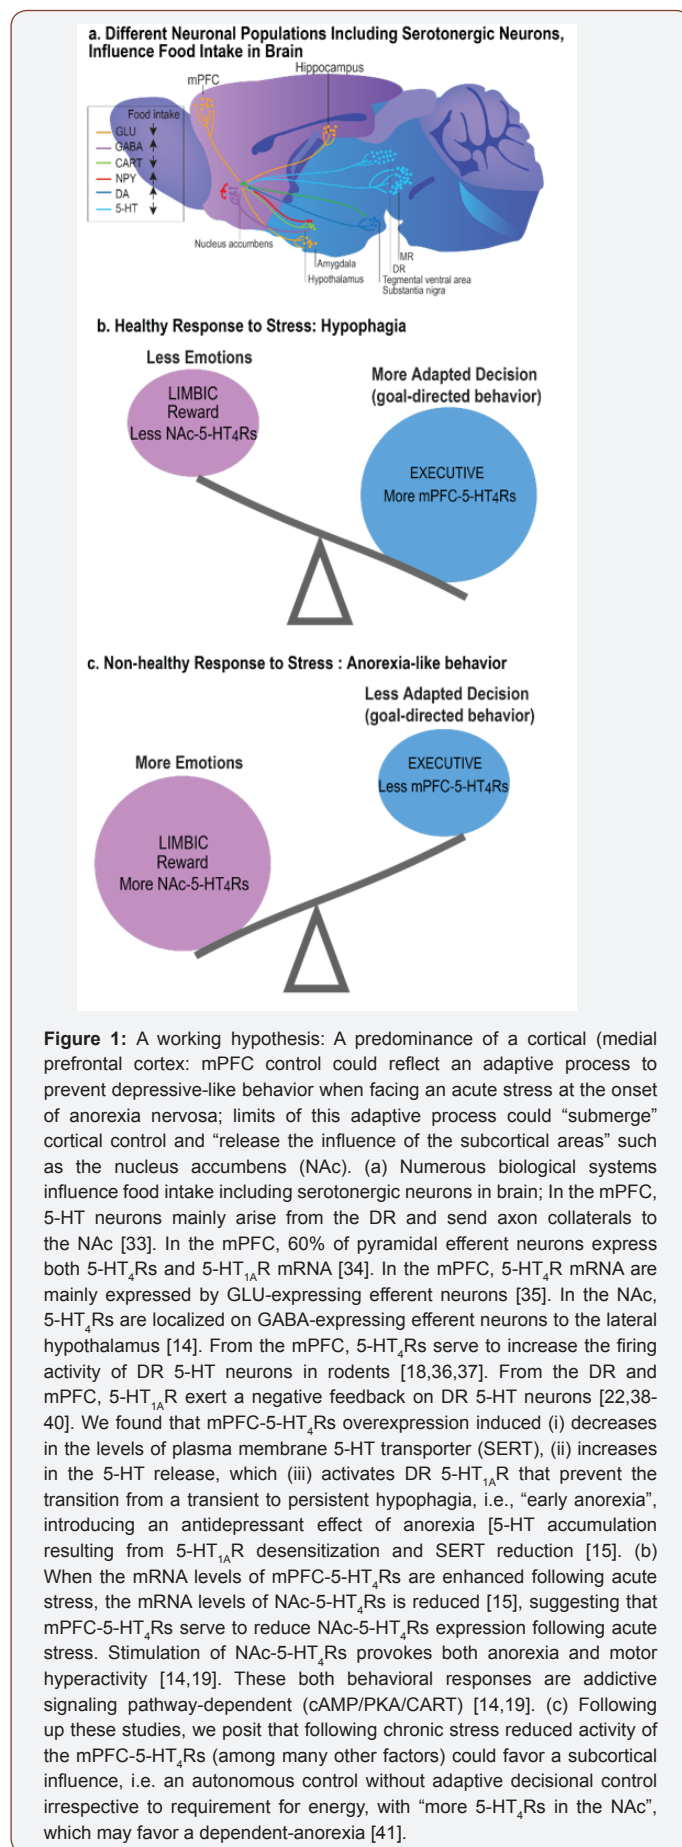 a. Different Neuronal Populations Including Serotonergic Neurons,
Influence Food Intake in Brain
Hippocampus
mPFC
Food intake
GLU
GABA
CART
NPY
DA
5-HT
Nucleus accumbens
Amygdala
Hypothalamus
MR
DR
Tegmental ventral area
Substantia nigra
b. Healthy Response to Stress: Hypophagia
Less Emotions
LIMBIC
Reward
Less NAc-5-HT4Rs
More Adapted Decision
(goal-directed behavior)
EXECUTIVE
More mPFC-5-HT4Rs
c. Non-healthy Response to Stress : Anorexia-like behavior
Less Adapted Decision
(goal-directed behavior)
EXECUTIVE
Less mPFC-5-HT4Rs
More Emotions
LIMBIC
Reward
More NAc-5-HT4Rs
Figure 1: A working hypothesis: A predominance of a cortical (medial
prefrontal cortex: mPFC control could reflect an adaptive process to
prevent depressive-like behavior when facing an acute stress at the onset
of anorexia nervosa; limits of this adaptive process could “submerge”
cortical control and “release the influence of the subcortical areas” such
as the nucleus accumbens (NAc). (a) Numerous biological systems
influence food intake including serotonergic neurons in brain; In the mPFC,
5-HT neurons mainly arise from the DR and send axon collaterals to
the NAc [33]. In the mPFC, 60% of pyramidal efferent neurons express
both 5-HT4Rs and 5-HT1AR mRNA [34]. In the mPFC, 5-HT4R mRNA are
mainly expressed by GLU-expressing efferent neurons [35]. In the NAc,
5-HT4Rs are localized on GABA-expressing efferent neurons to the lateral
hypothalamus [14]. From the mPFC, 5-HT4Rs serve to increase the firing
activity of DR 5-HT neurons in rodents [18,36,37]. From the DR and
mPFC, 5-HT1AR exert a negative feedback on DR 5-HT neurons [22,38-
40]. We found that mPFC-5-HT4Rs overexpression induced (i) decreases
in the levels of plasma membrane 5-HT transporter (SERT), (ii) increases
in the 5-HT release, which (iii) activates DR 5-HT1AR that prevent the
transition from a transient to persistent hypophagia, i.e., “early anorexia”,
introducing an antidepressant effect of anorexia [5-HT accumulation
resulting from 5-HT1AR desensitization and SERT reduction [15]. (b)
When the mRNA levels of mPFC-5-HT4Rs are enhanced following acute
stress, the mRNA levels of NAc-5-HT4Rs is reduced [15], suggesting that
mPFC-5-HT4Rs serve to reduce NAc-5-HT4Rs expression following acute
stress. Stimulation of NAc-5-HT4Rs provokes both anorexia and motor
hyperactivity [14,19]. These both behavioral responses are addictive
signaling pathway-dependent (cAMP/PKA/CART) [14,19]. (c) Following
up these studies, we posit that following chronic stress reduced activity of
the mPFC-5-HT4Rs (among many other factors) could favor a subcortical
influence, i.e. an autonomous control without adaptive decisional control
irrespective to requirement for energy, with “more 5-HT4Rs in the NAc”,
which may favor a dependent-anorexia [41].